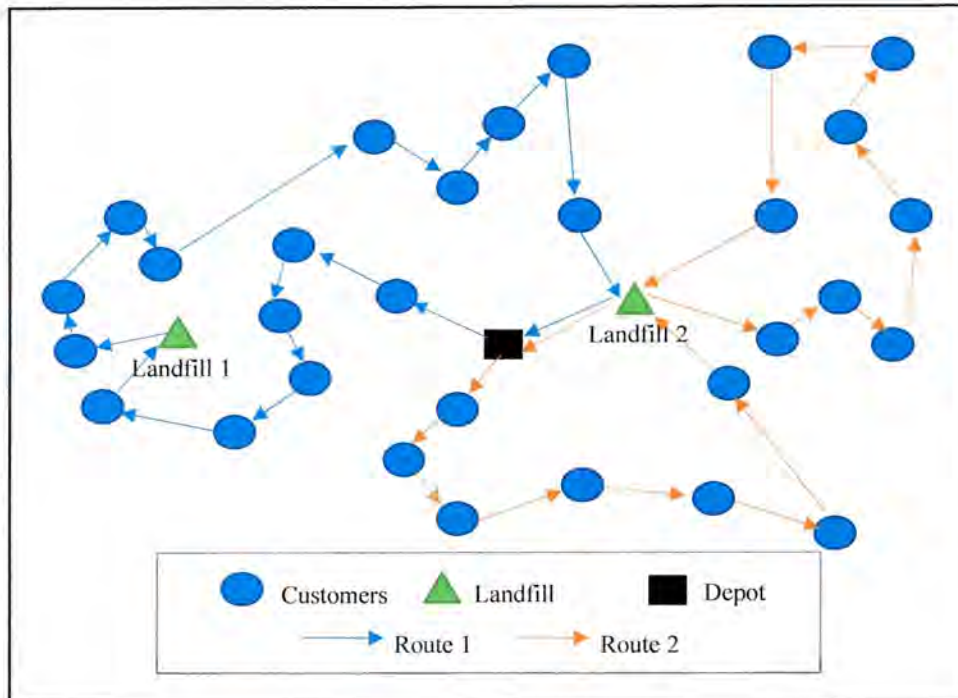 Landfill 2
Landfill 1
Customers
Landfill
Depot
Route 1
Route 2